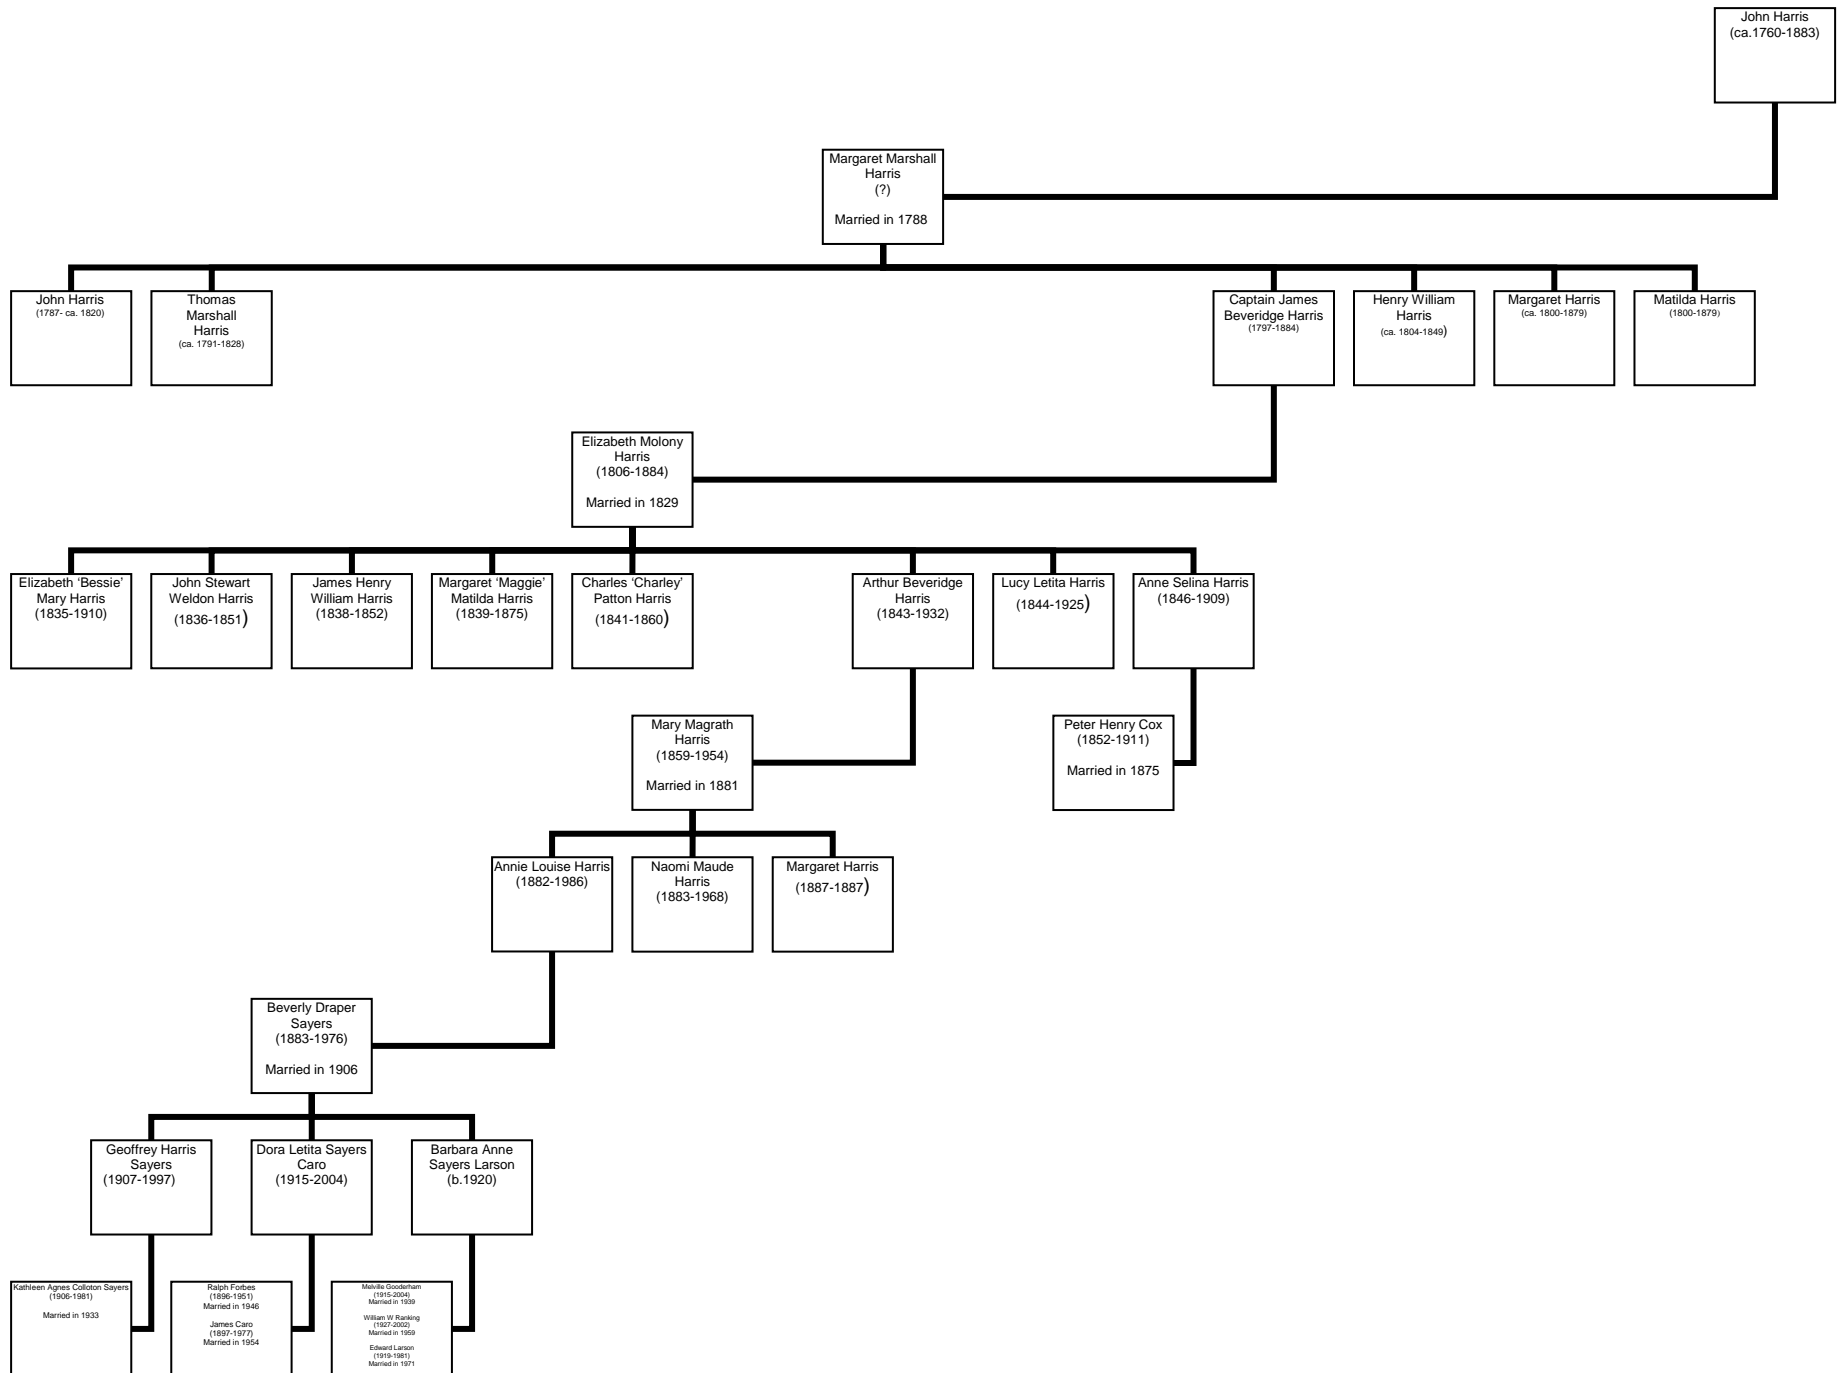 John Harris
(ca.1760-1883)
Margaret Marshall
Harris
(?)
Married in 1788
John Harris
(1787- ca. 1820)
Thomas
Marshall
Harris
(ca. 1791-1828)
Captain James
Beveridge Harris
(1797-1884)
Henry William
Harris
(ca. 1804-1849)
Margaret Harris
(ca. 1800-1879)
Matilda Harris
(1800-1879)
Elizabeth Molony
Harris
(1806-1884)
Married in 1829
Elizabeth ‘Bessie’
Mary Harris
(1835-1910)
John Stewart
Weldon Harris
(1836-1851)
James Henry
William Harris
(1838-1852)
Margaret ‘Maggie’
Matilda Harris
(1839-1875)
Charles ‘Charley’
Patton Harris
(1841-1860)
Arthur Beveridge
Harris
(1843-1932)
Lucy Letita Harris
(1844-1925)
Anne Selina Harris
(1846-1909)
Mary Magrath
Harris
(1859-1954)
Married in 1881
Peter Henry Cox
(1852-1911)
Married in 1875
Annie Louise Harris
(1882-1986)
Naomi Maude
Harris
(1883-1968)
Margaret Harris
(1887-1887)
Beverly Draper
Sayers
(1883-1976)
Married in 1906
Geoffrey Harris
Sayers
(1907-1997)
Dora Letita Sayers
Caro
(1915-2004)
Barbara Anne
Sayers Larson
(b.1920)
Kathleen Agnes Colloton Sayers
(1906-1981)
Married in 1933
Ralph Forbes
(1896-1951)
Married in 1946
James Caro
(1897-1977)
Married in 1954
Melville Gooderham
(1915-2004)
Married in 1939
William W Ranking
(1927-2002)
Married in 1959
Edward Larson
(1919-1981)
Married in 1971